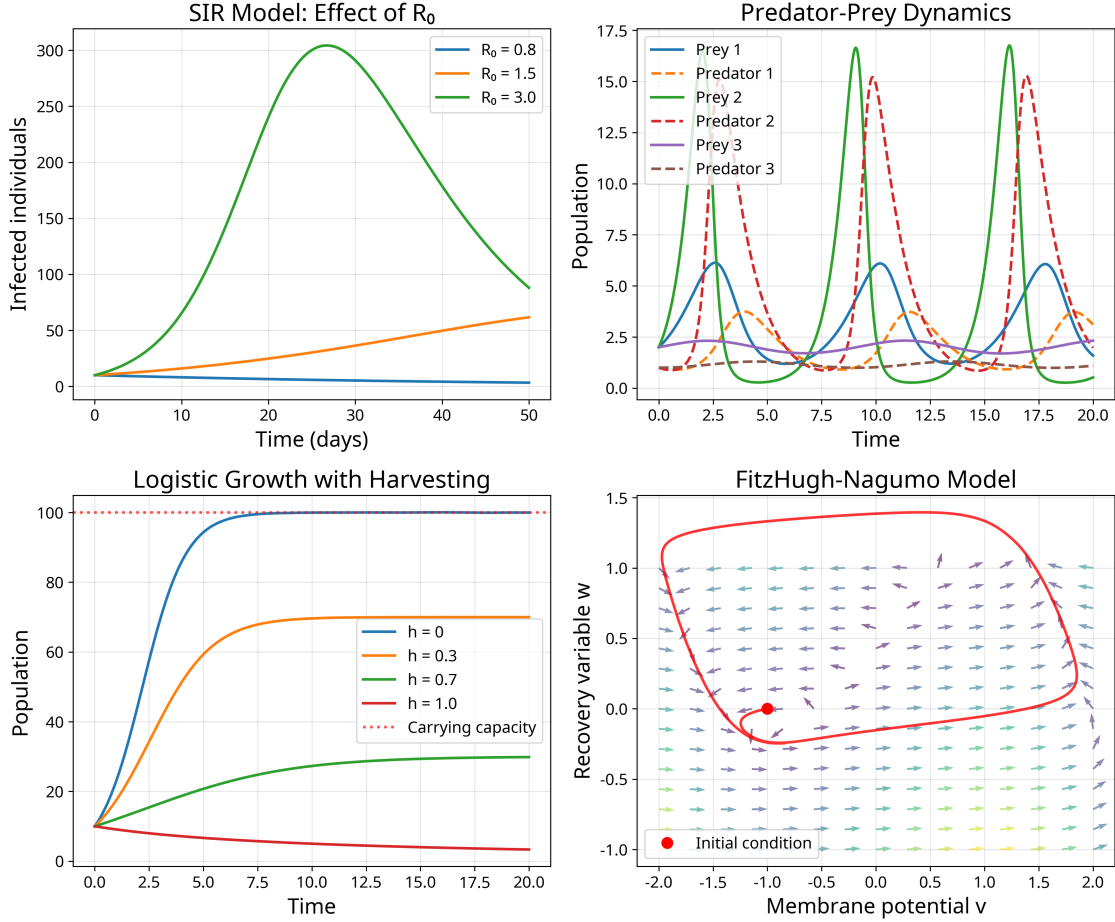 SIR Model: Effect of R₀
300
250
200
150
100
50
0
0 10 20 30 40 50
Infected individuals
Time (days)
R₀ = 0.8
R₀ = 1.5
R₀ = 3.0
Predator-Prey Dynamics
17.5
15.0
12.5
10.0
7.5
5.0
2.5
0.0
0.0 2.5 5.0 7.5 10.0 12.5 15.0 17.5 20.0
Population
Time
Prey 1
Predator 1
Prey 2
Predator 2
Prey 3
Predator 3
Logistic Growth with Harvesting
100
80
60
40
20
0
0.0 2.5 5.0 7.5 10.0 12.5 15.0 17.5 20.0
Population
Time
h = 0
h = 0.3
h = 0.7
h = 1.0
Carrying capacity
FitzHugh-Nagumo Model
1.5
1.0
0.5
0.0
-0.5
-1.0
-2.0 -1.5 -1.0 -0.5 0.0 0.5 1.0 1.5 2.0
Recovery variable w
Membrane potential v
Initial condition